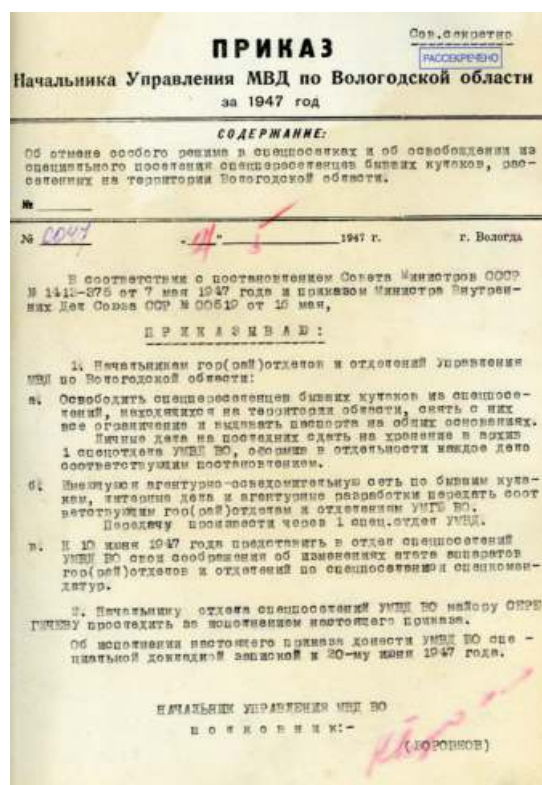 Сов.секретно
ПРИКАЗ
РАССЕКРЕЧЕНО
Начальника Управления МВД по Вологодской области
за 1947 год
СОДЕРЖАНИЕ:
Об отмене особого режима в спецпоселках и об освобождении из
специального поселения спецпереселенцев бывших кулаков, рас-
селенных на территории Вологодской области.
№
№ 0047 " " 5 1947 г. г. Вологда
В соответствии с постановлением Совета Министров СССР
№ 1413-375 от 7 мая 1947 года и приказом Министра Внутрен-
них Дел Союза ССР № 00519 от 16 мая,
ПРИКАЗЫВАЮ:
1. Начальникам гор(рай)отделов и отделений Управления
МВД по Вологодской области:
а. Освободить спецпереселенцев бывших кулаков из спецпосе-
лений, находящихся на территории области, снять с них
все ограничение и выдавать паспорта на общих основаниях.
Личные дела на последних сдать на хранение в архив
1 спецотдела УМВД ВО, оформив в отдельности каждое дело
соответствующим постановлением.
б. Имеющуюся агентурно-осведомительную сеть по бывшим кула-
кам, литерные дела и агентурные разработки передать соот
ветствующим гор(рай)отделам и отделениям УМГБ ВО.
Передачу произвести через 1 спец.отдел УМВД.
в. К 10 июня 1947 года представить в отдел спецпоселений
УМВД ВО свои соображения об изменениях штата аппаратов
гор(рай)отделов и отделений по спецпоселениям спецкомен-
датур.
2. Начальнику отдела спецпоселений УМВД ВО майору СЕРЕ
ГИЧЕВУ проследить за исполнением настоящего приказа.
Об исполнении настоящего приказа донести УМВД ВО спе -
циальной докладной запиской к 20-му июня 1947 года.
НАЧАЛЬНИК УПРАВЛЕНИЯ МВД ВО
полковник:-
(БОРОВКОВ)